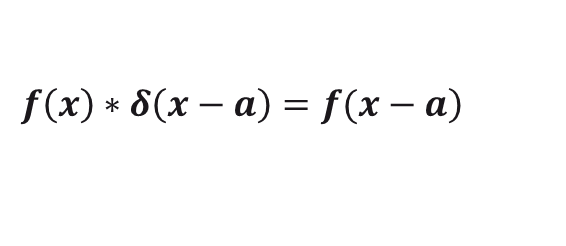 f(x) * δ(x − a) = f(x − a)